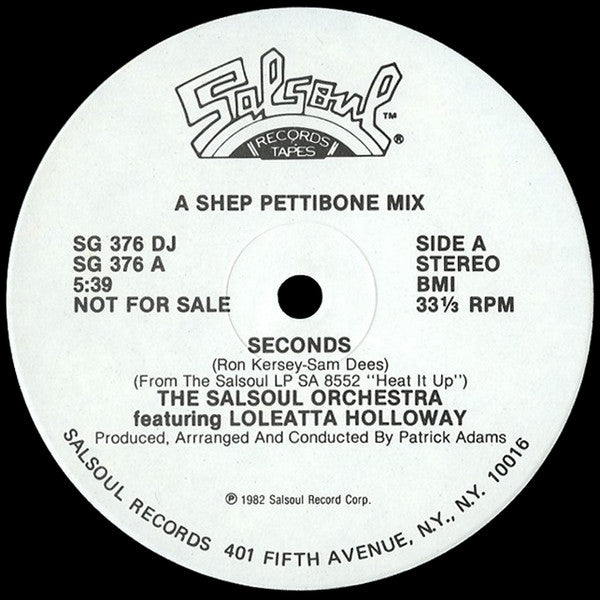 Salsoul ™
RECORDS • TAPES ®
A SHEP PETTIBONE MIX
SG 376 DJ
SG 376 A
5:39
NOT FOR SALE
SIDE A
STEREO
BMI
33⅓ RPM
SECONDS
(Ron Kersey-Sam Dees)
(From The Salsoul LP SA 8552 "Heat It Up")
THE SALSOUL ORCHESTRA
featuring LOLEATTA HOLLOWAY
Produced, Arrranged And Conducted By Patrick Adams
℗ 1982 Salsoul Record Corp.
SALSOUL RECORDS 401 FIFTH AVENUE, N.Y., N.Y. 10016